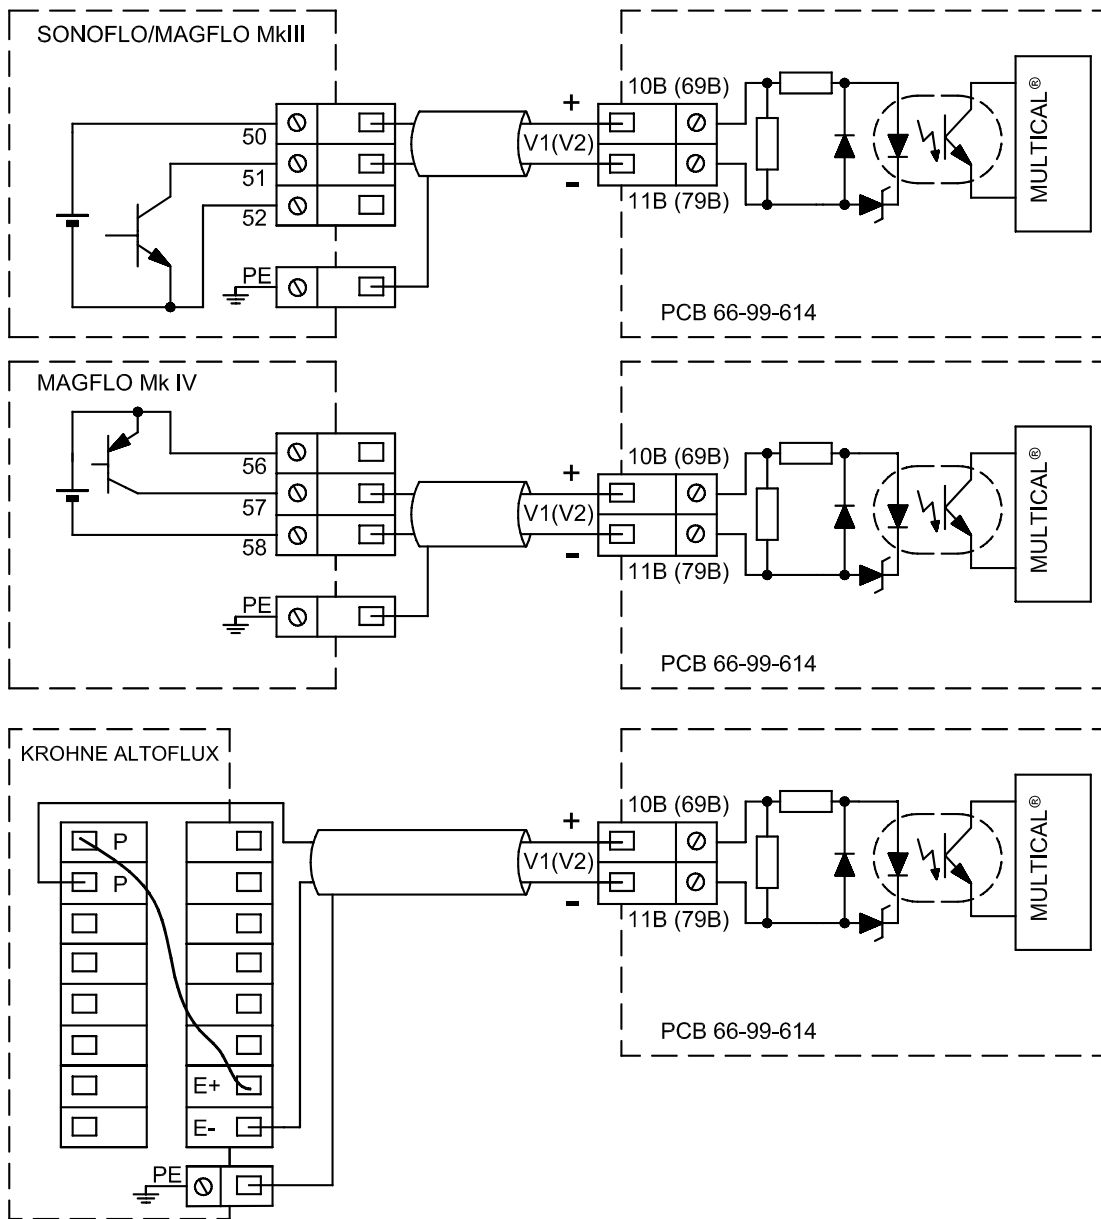 SONOFLO/MAGFLO MkIII
50
51
52
PE
+
V1(V2)
-
10B (69B)
11B (79B)
MULTICAL®
PCB 66-99-614
MAGFLO Mk IV
56
57
58
PE
+
V1(V2)
-
10B (69B)
11B (79B)
MULTICAL®
PCB 66-99-614
KROHNE ALTOFLUX
P
P
E+
E-
PE
+
V1(V2)
-
10B (69B)
11B (79B)
MULTICAL®
PCB 66-99-614